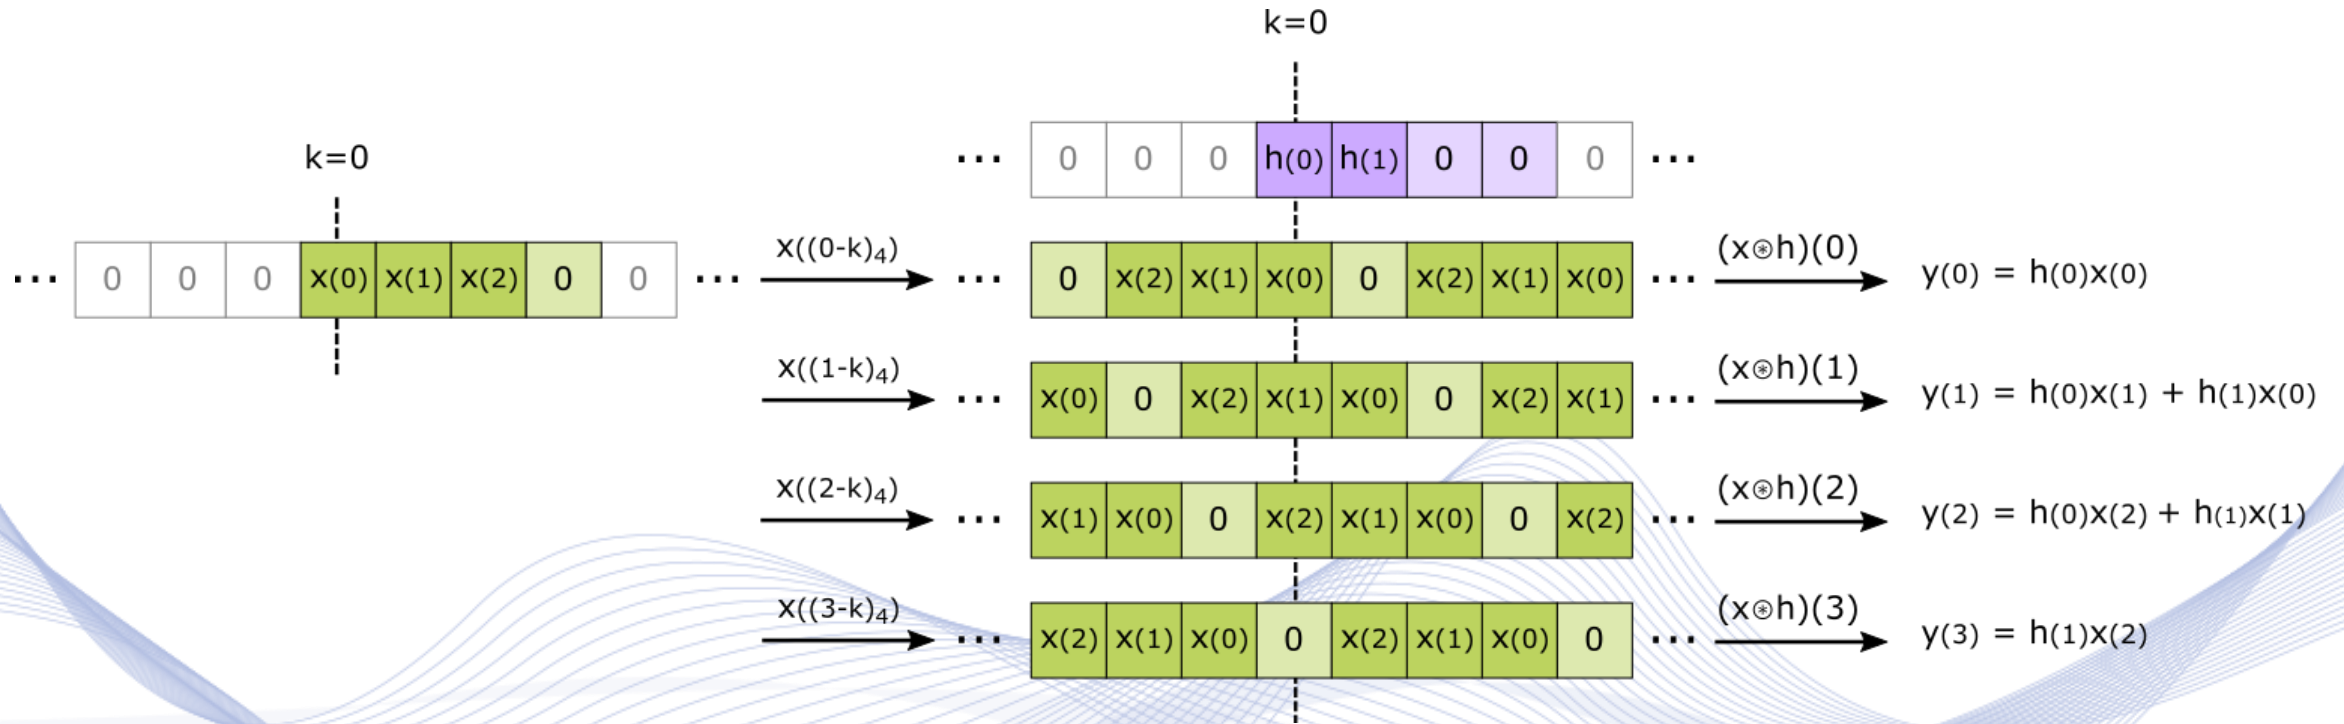 k=0
k=0
… 0 0 0 h(0) h(1) 0 0 0 …
… 0 0 0 x(0) x(1) x(2) 0 0 … x((0-k)₄) … 0 x(2) x(1) x(0) 0 x(2) x(1) x(0) … (x⊛h)(0) y(0) = h(0)x(0)
x((1-k)₄) … x(0) 0 x(2) x(1) x(0) 0 x(2) x(1) … (x⊛h)(1) y(1) = h(0)x(1) + h(1)x(0)
x((2-k)₄) … x(1) x(0) 0 x(2) x(1) x(0) 0 x(2) … (x⊛h)(2) y(2) = h(0)x(2) + h(1)x(1)
x((3-k)₄) … x(2) x(1) x(0) 0 x(2) x(1) x(0) 0 … (x⊛h)(3) y(3) = h(1)x(2)